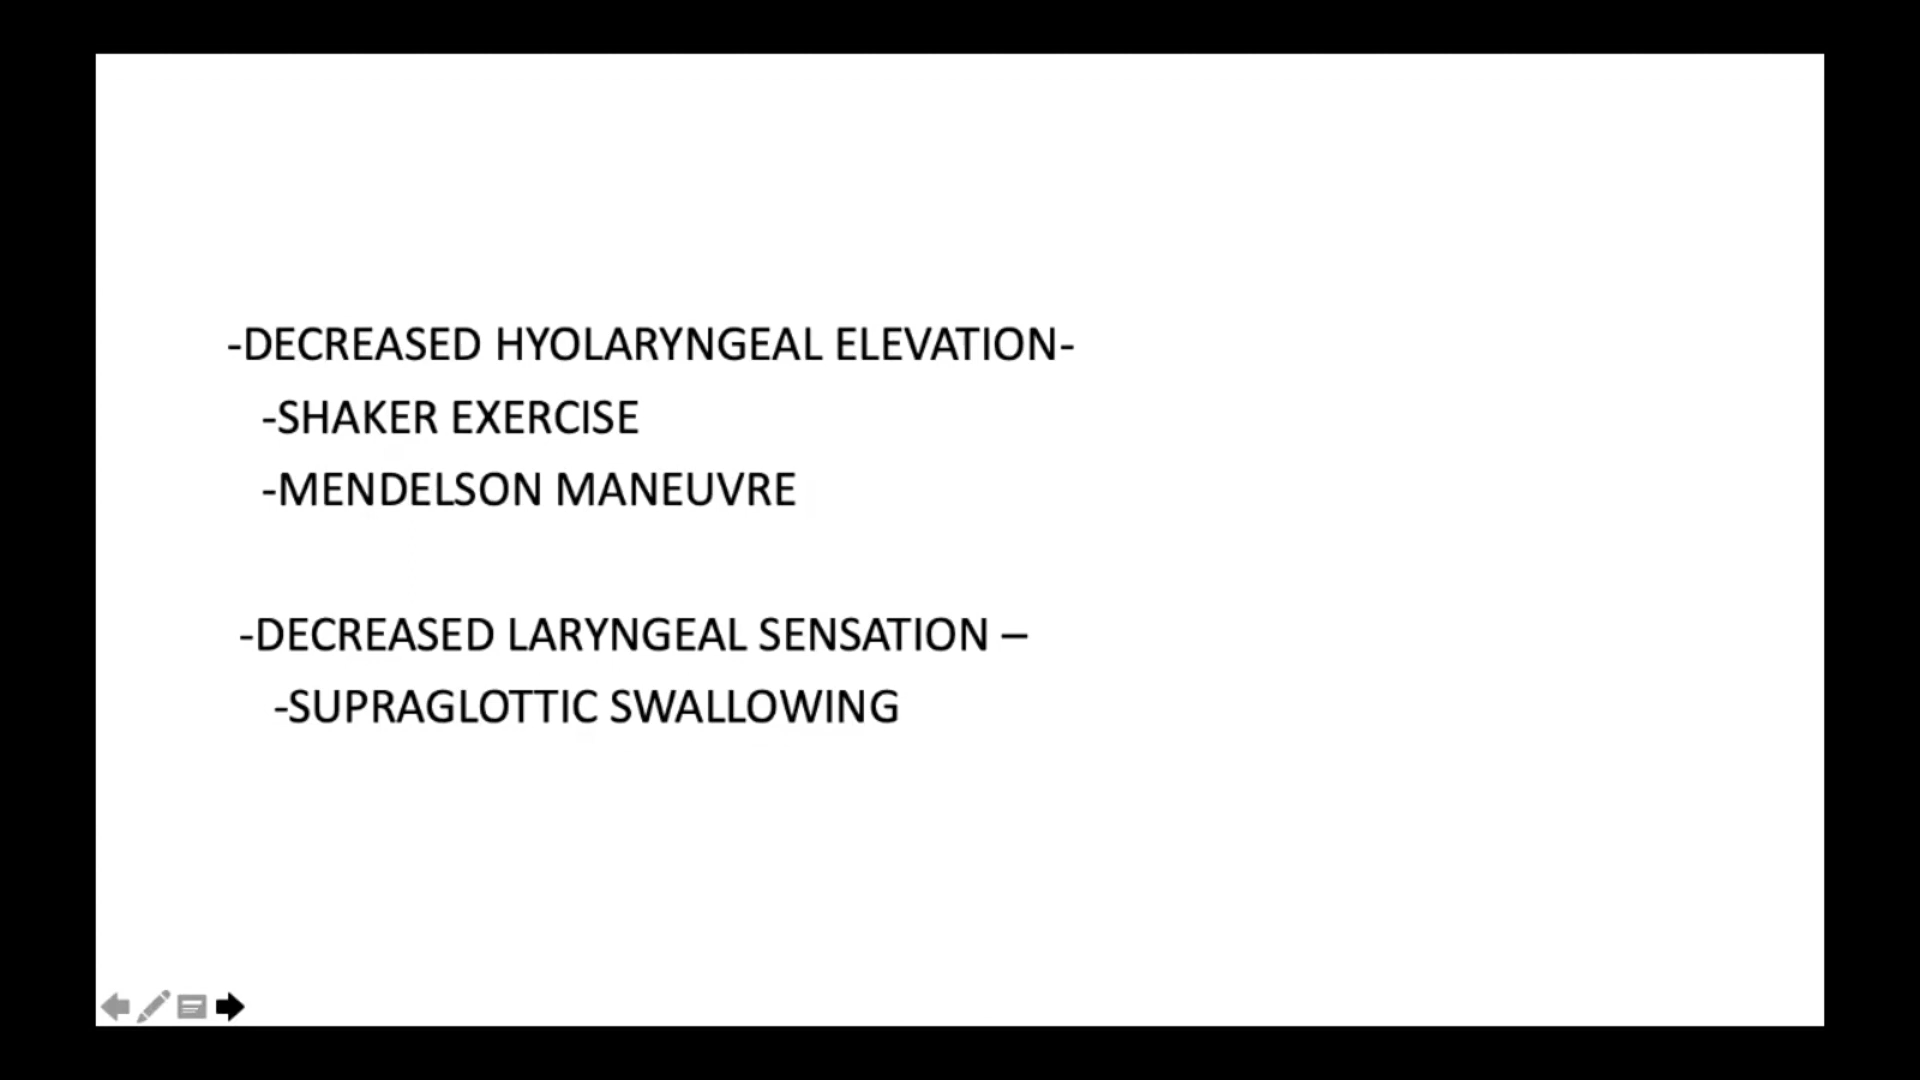 -DECREASED HYOLARYNGEAL ELEVATION-
-SHAKER EXERCISE
-MENDELSON MANEUVRE
-DECREASED LARYNGEAL SENSATION –
-SUPRAGLOTTIC SWALLOWING